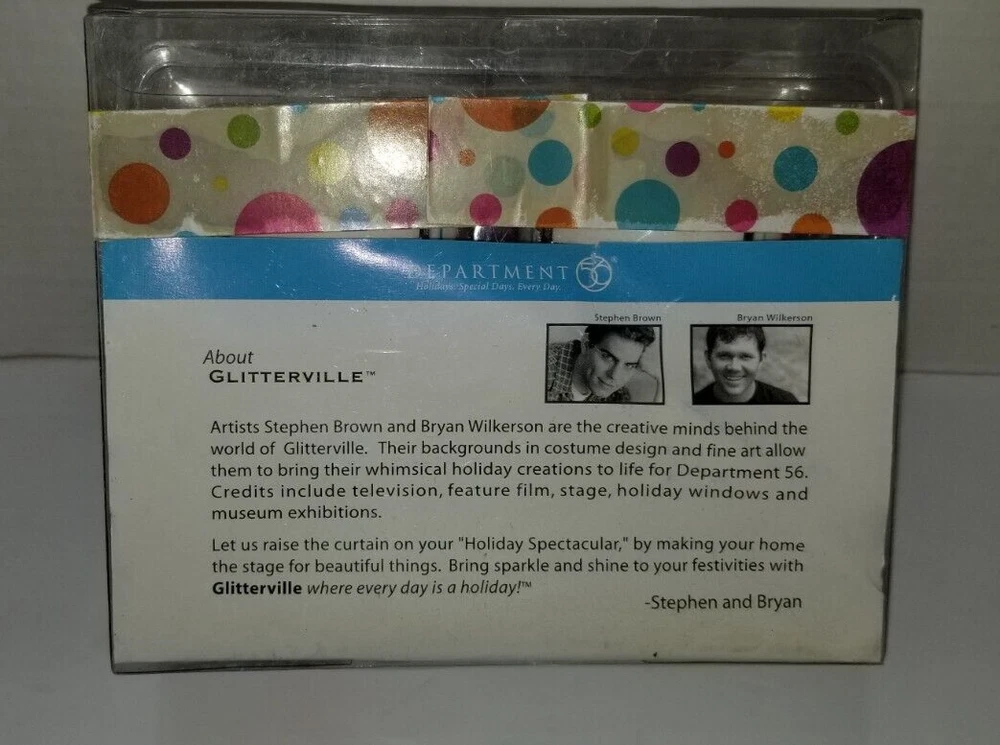 DEPARTMENT 56®
Holidays. Special Days. Every Day.
Stephen Brown
Bryan Wilkerson
About
GLITTERVILLE™
Artists Stephen Brown and Bryan Wilkerson are the creative minds behind the
world of Glitterville. Their backgrounds in costume design and fine art allow
them to bring their whimsical holiday creations to life for Department 56.
Credits include television, feature film, stage, holiday windows and
museum exhibitions.
Let us raise the curtain on your "Holiday Spectacular," by making your home
the stage for beautiful things. Bring sparkle and shine to your festivities with
Glitterville where every day is a holiday!™
-Stephen and Bryan